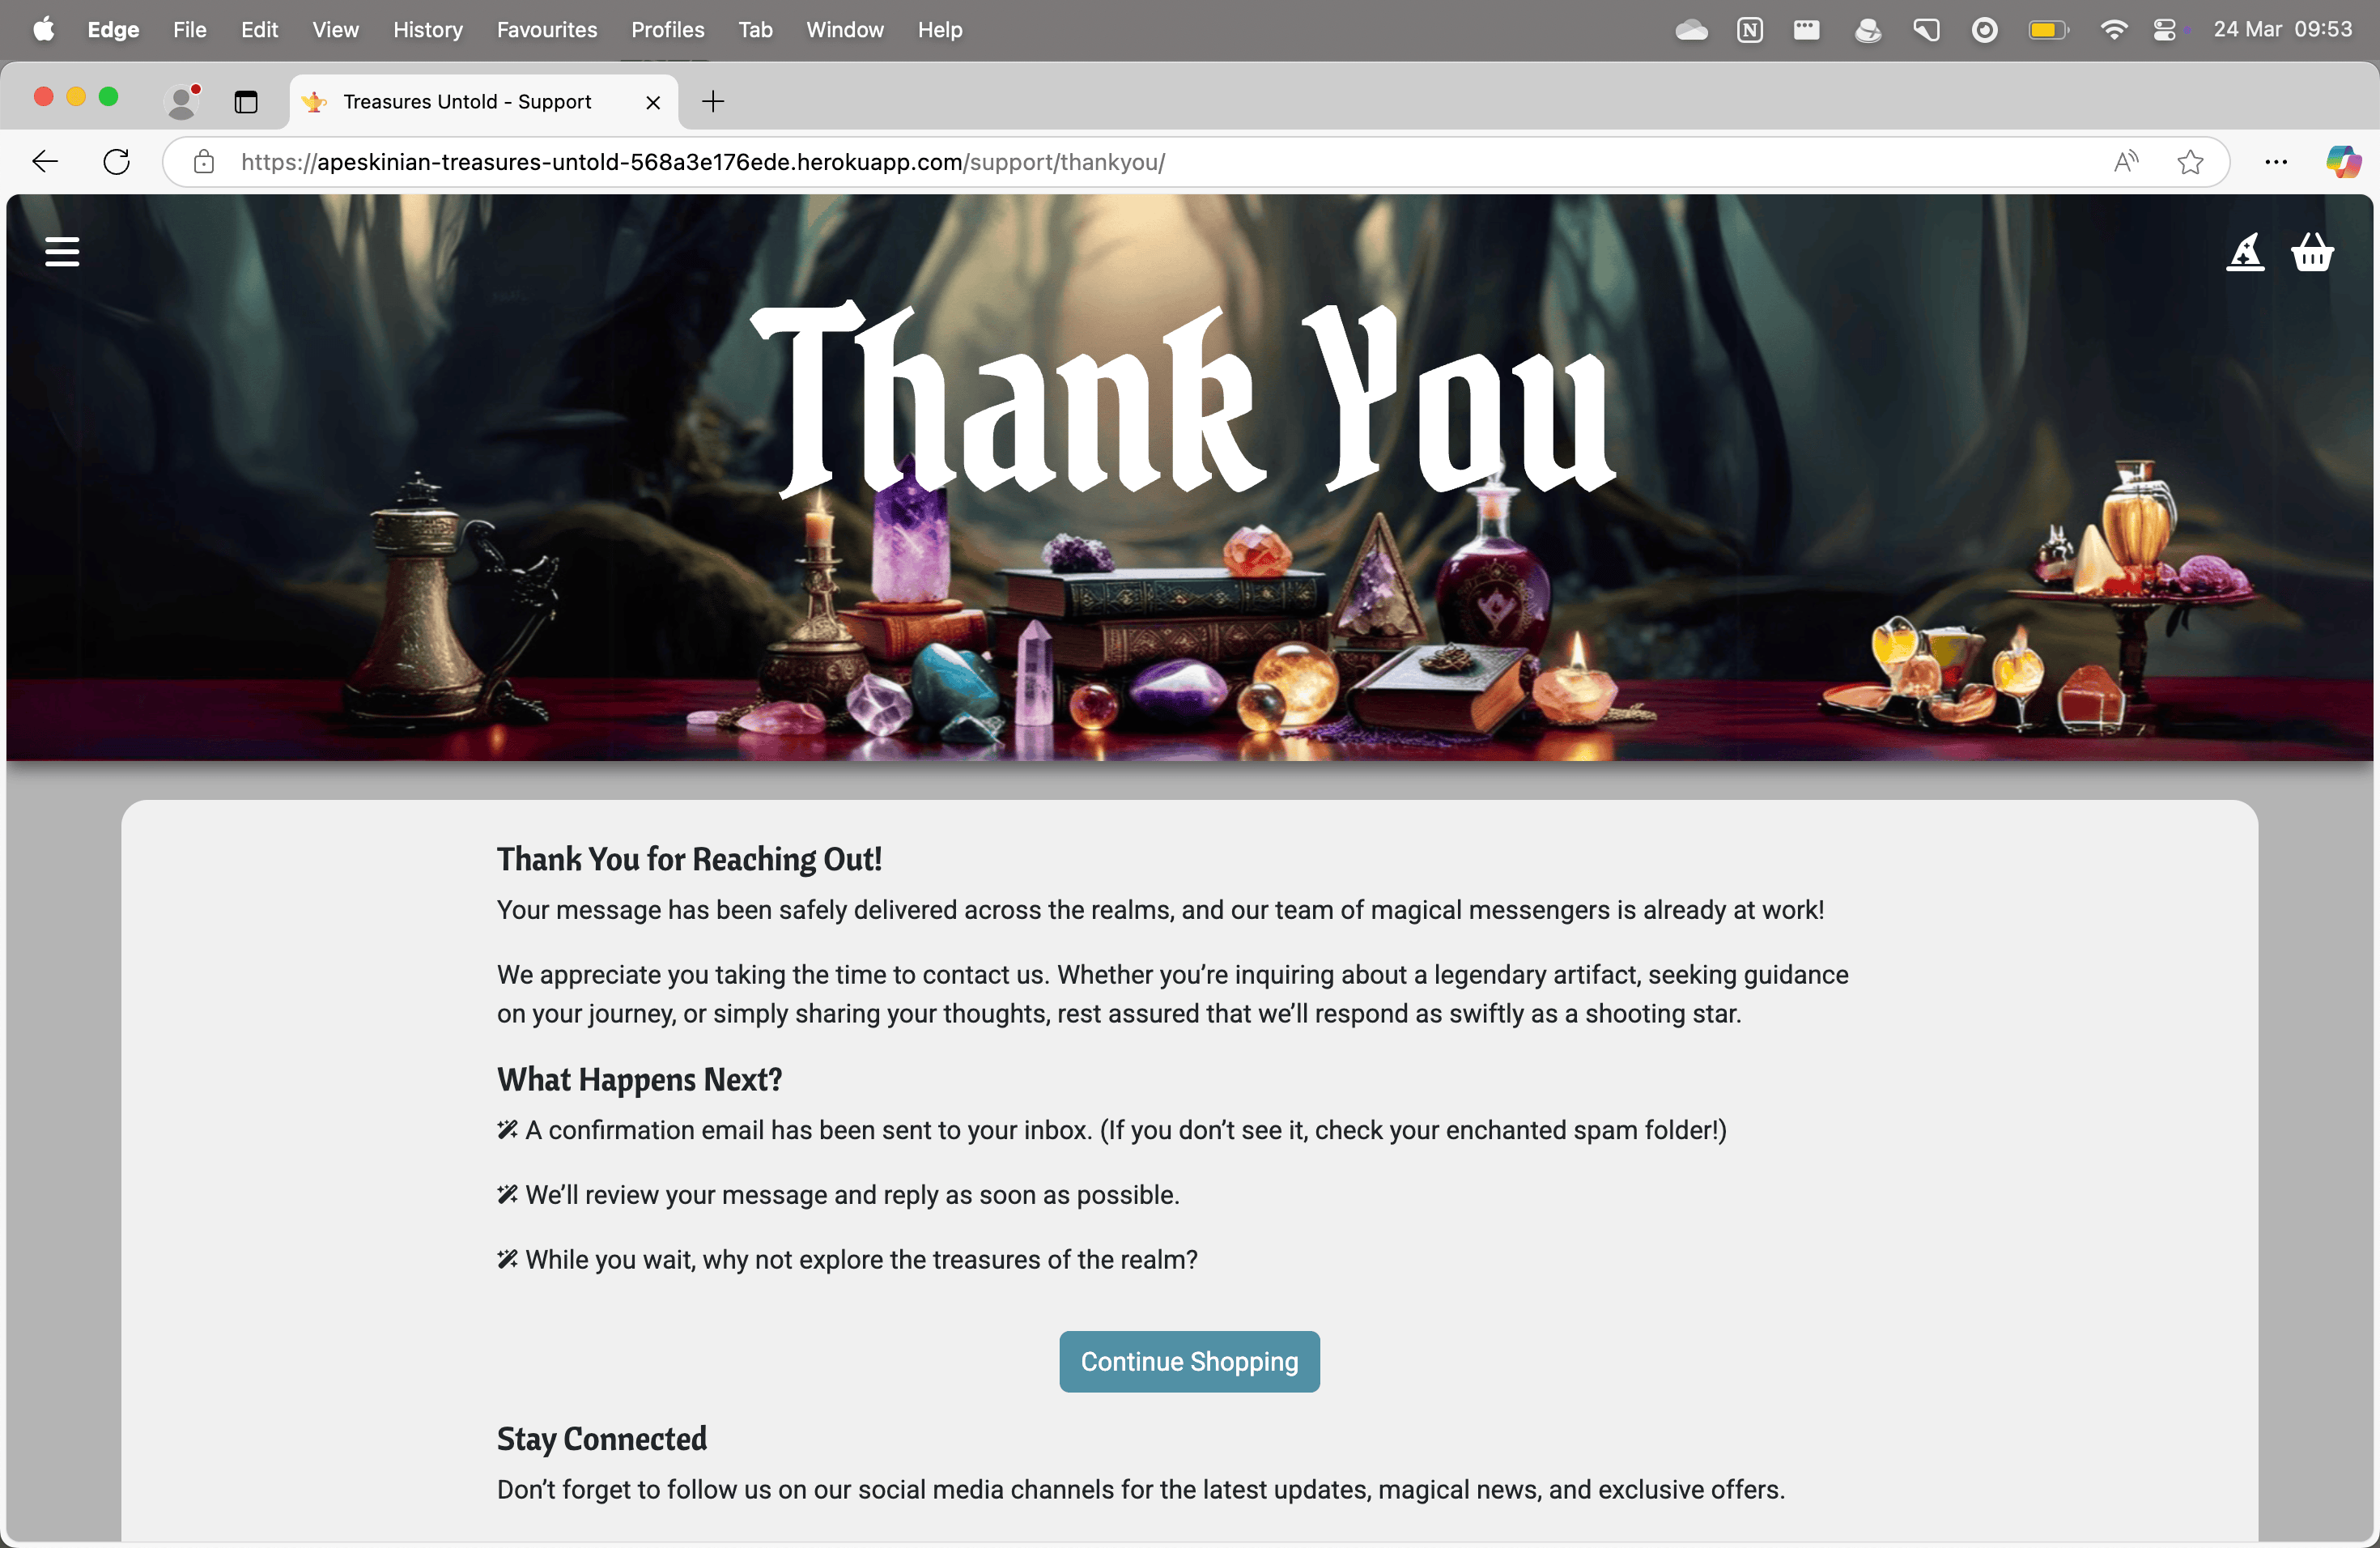 Edge File Edit View History Favourites Profiles Tab Window Help 24 Mar 09:53
Treasures Untold - Support
https://apeskinian-treasures-untold-568a3e176ede.herokuapp.com/support/thankyou/
Thank You
Thank You for Reaching Out!
Your message has been safely delivered across the realms, and our team of magical messengers is already at work!
We appreciate you taking the time to contact us. Whether you’re inquiring about a legendary artifact, seeking guidance
on your journey, or simply sharing your thoughts, rest assured that we’ll respond as swiftly as a shooting star.
What Happens Next?
A confirmation email has been sent to your inbox. (If you don’t see it, check your enchanted spam folder!)
We’ll review your message and reply as soon as possible.
While you wait, why not explore the treasures of the realm?
Continue Shopping
Stay Connected
Don’t forget to follow us on our social media channels for the latest updates, magical news, and exclusive offers.